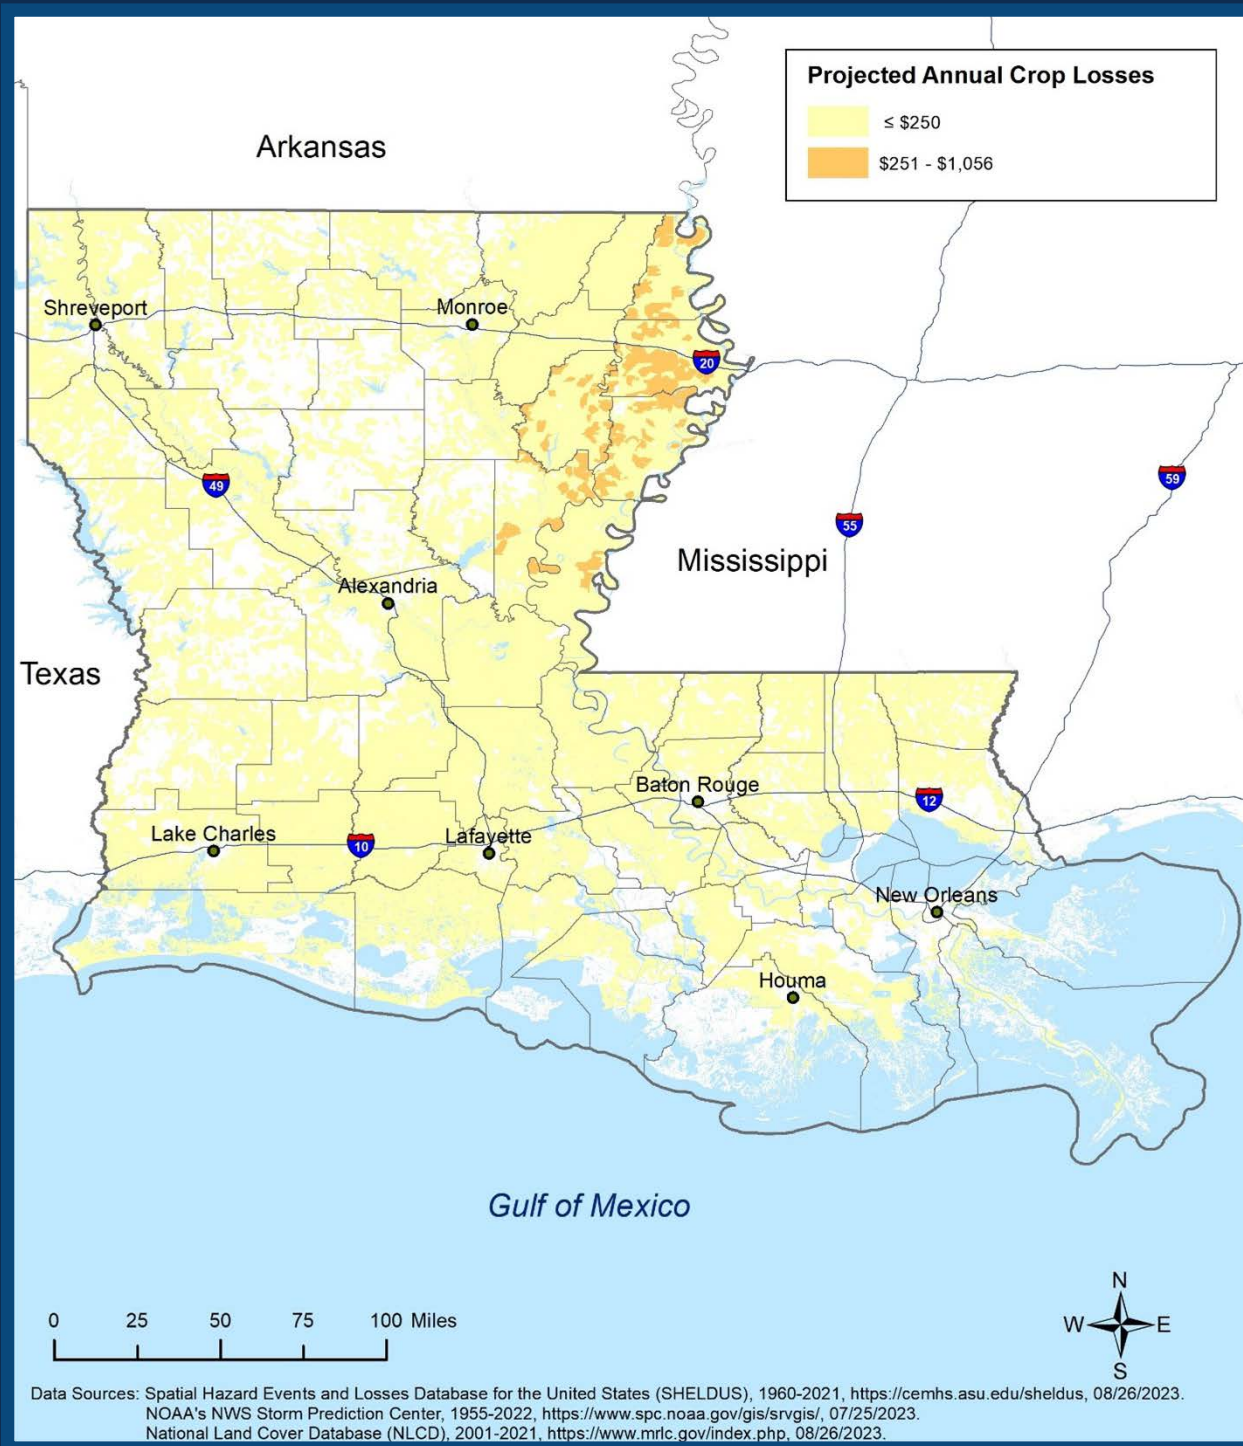 Projected Annual Crop Losses
≤ $250
$251 - $1,056
Arkansas
Shreveport
Monroe
20
49
59
55
Mississippi
Alexandria
Texas
Baton Rouge
12
Lake Charles
10
Lafayette
New Orleans
Houma
Gulf of Mexico
N
W E
S
0 25 50 75 100 Miles
Data Sources: Spatial Hazard Events and Losses Database for the United States (SHELDUS), 1960-2021, https://cemhs.asu.edu/sheldus, 08/26/2023.
NOAA's NWS Storm Prediction Center, 1955-2022, https://www.spc.noaa.gov/gis/srvgis/, 07/25/2023.
National Land Cover Database (NLCD), 2001-2021, https://www.mrlc.gov/index.php, 08/26/2023.